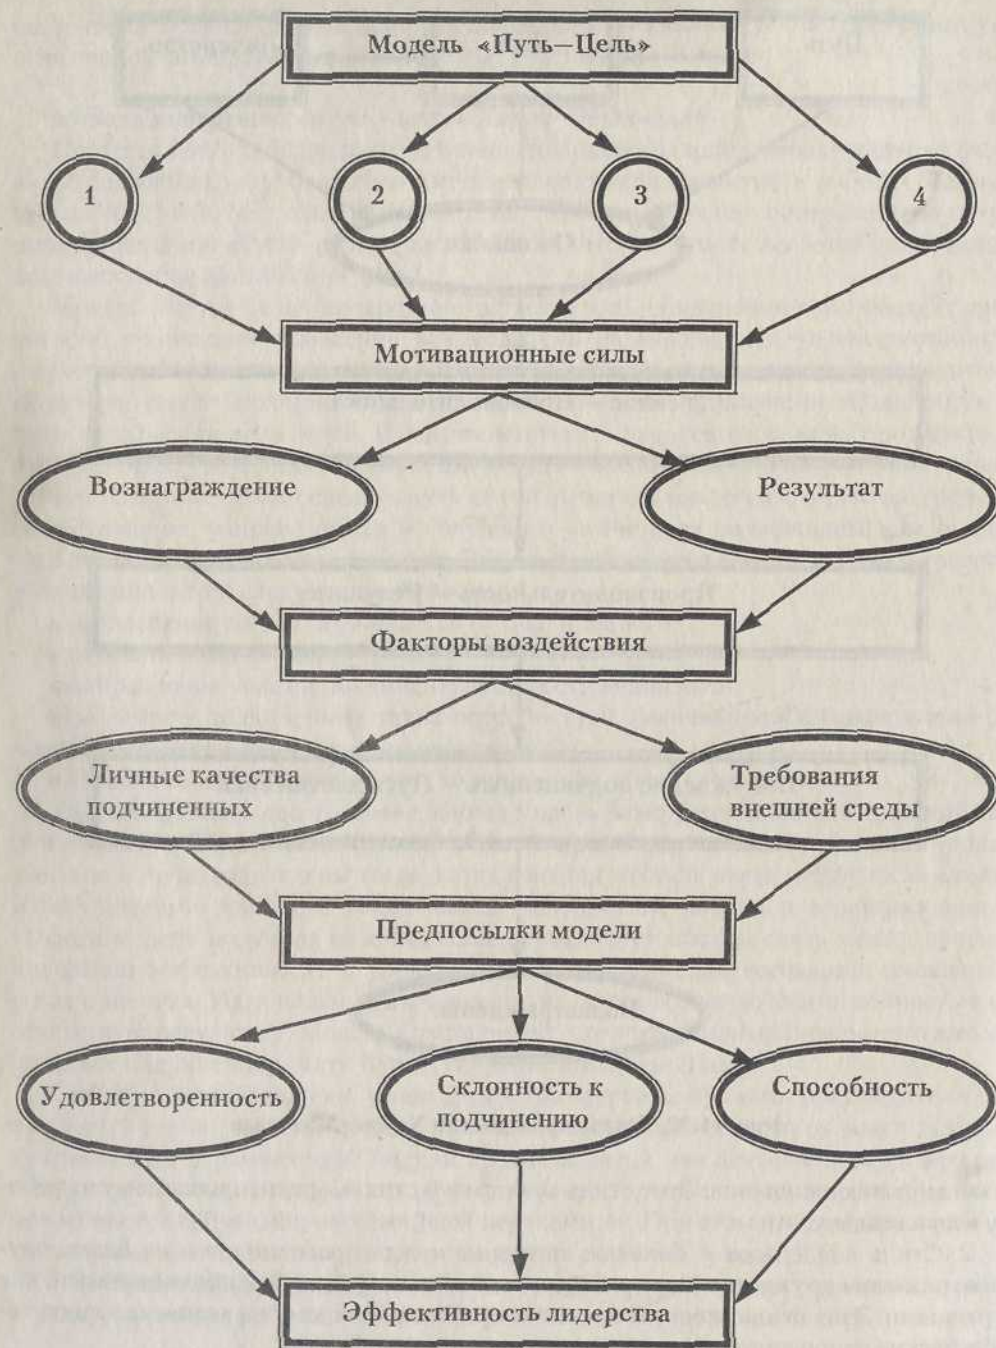 Модель «Путь—Цель»
1 2 3 4
Мотивационные силы
Вознаграждение Результат
Факторы воздействия
Личные качества
подчиненных
Требования
внешней среды
Предпосылки модели
Удовлетворенность
Склонность к
подчинению
Способность
Эффективность лидерства